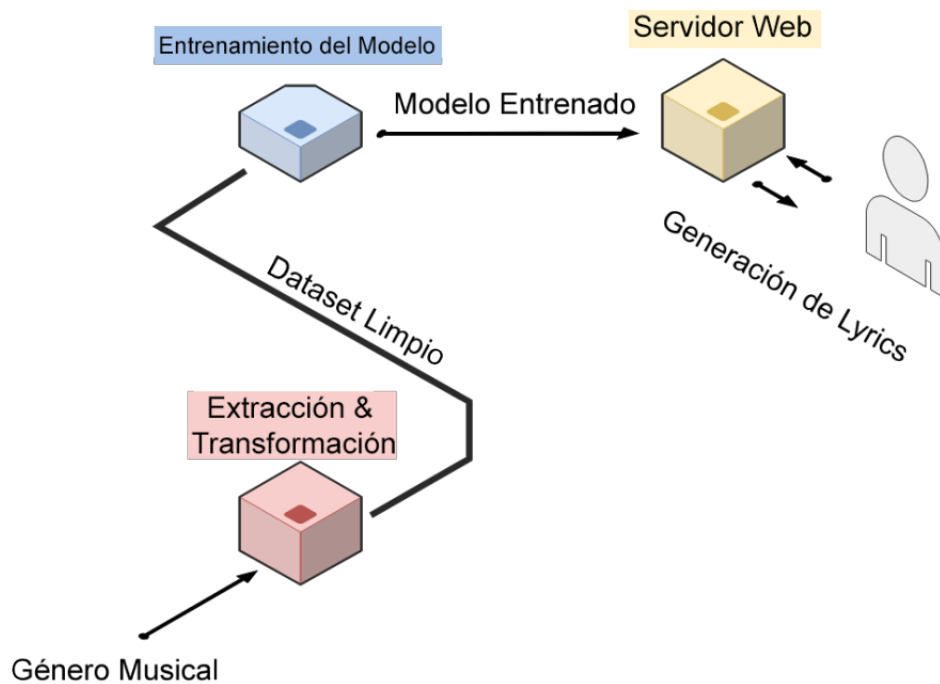 Entrenamiento del Modelo
Servidor Web
Modelo Entrenado
Generación de Lyrics
Dataset Limpio
Extracción &
Transformación
Género Musical